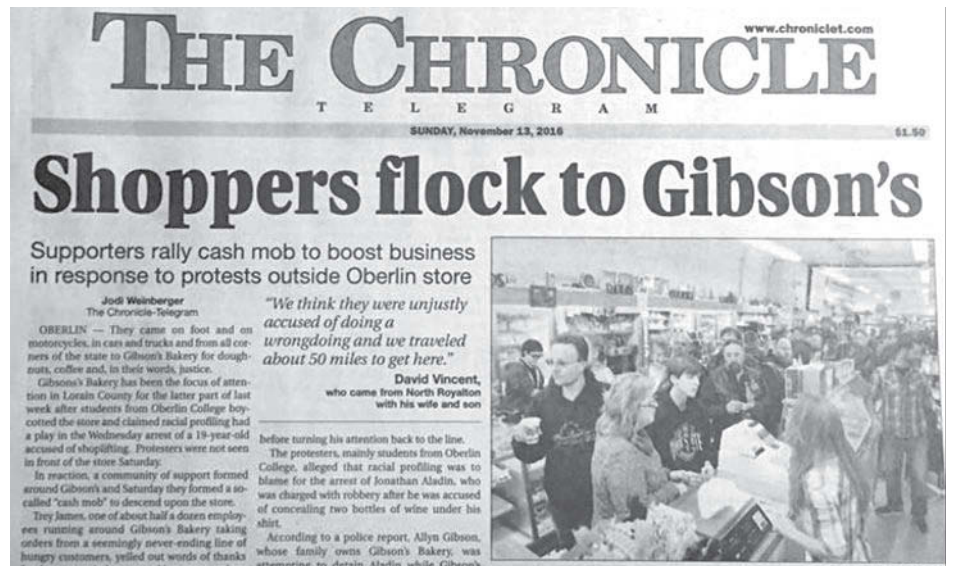 www.chroniclet.com
THE CHRONICLE
TELEGRAM
SUNDAY, November 13, 2016
$1.50
Shoppers flock to Gibson's
Supporters rally cash mob to boost business
in response to protests outside Oberlin store
Jodi Weinberger
The Chronicle-Telegram
OBERLIN — They came on foot and on
motorcycles, in cars and trucks and from all cor-
ners of the state to Gibson's Bakery for dough-
nuts, coffee and, in their words, justice.
Gibsons's Bakery has been the focus of atten-
tion in Lorain County for the latter part of last
week after students from Oberlin College boy-
cotted the store and claimed racial profiling had
a play in the Wednesday arrest of a 19-year-old
accused of shoplifting. Protesters were not seen
in front of the store Saturday.
In reaction, a community of support formed
around Gibson's and Saturday they formed a so-
called "cash mob" to descend upon the store.
Trey James, one of about half a dozen employ-
ees running around Gibson's Bakery taking
orders from a seemingly never-ending line of
hungry customers, yelled out words of thanks
"We think they were unjustly
accused of doing a
wrongdoing and we traveled
about 50 miles to get here."
David Vincent,
who came from North Royalton
with his wife and son
before turning his attention back to the line.
The protesters, mainly students from Oberlin
College, alleged that racial profiling was to
blame for the arrest of Jonathan Aladin, who
was charged with robbery after he was accused
of concealing two bottles of wine under his
shirt.
According to a police report, Allyn Gibson,
whose family owns Gibson's Bakery, was
attempting to detain Aladin while Gibson's